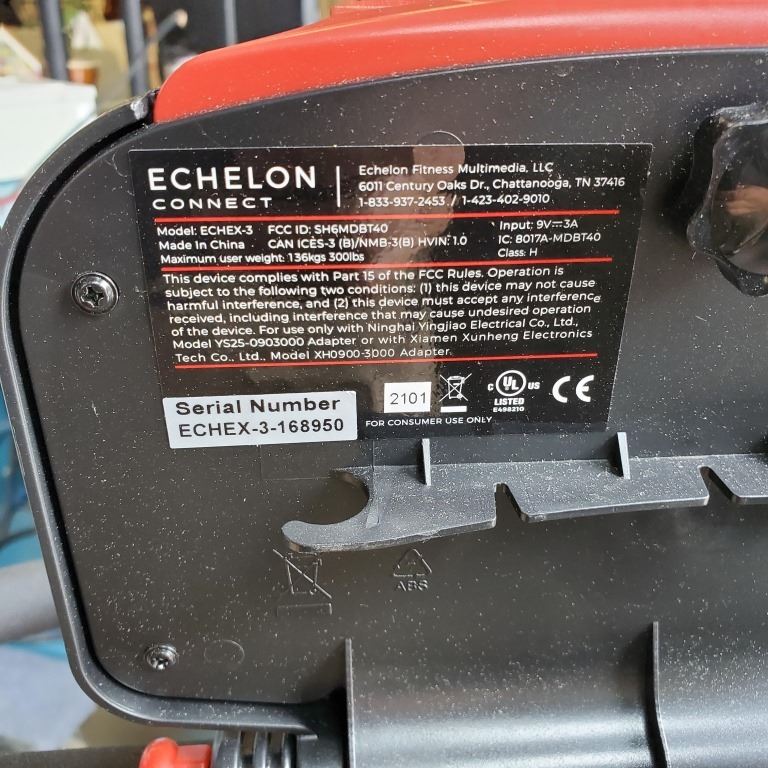 ECHELON
CONNECT
Echelon Fitness Multimedia, LLC
6011 Century Oaks Dr., Chattanooga, TN 37416
1-833-937-2453 / 1-423-402-9010
Model: ECHEX-3 FCC ID: SH6MDBT40 Input: 9V⎓3A
Made In China CAN ICES-3 (B)/NMB-3(B) HVIN: 1.0 IC: 8017A-MDBT40
Maximum user weight: 136kgs 300lbs Class: H
This device complies with Part 15 of the FCC Rules. Operation is
subject to the following two conditions: (1) this device may not cause
harmful interference, and (2) this device must accept any interference
received, including interference that may cause undesired operation
of the device. For use only with Ninghai Yingjiao Electrical Co., Ltd.,
Model YS25-0903000 Adapter or with Xiamen Xunheng Electronics
Tech Co., Ltd., Model XH0900-3000 Adapter.
Serial Number
ECHEX-3-168950
2101
C UL US
LISTED
E498210
CE
FOR CONSUMER USE ONLY
ABS